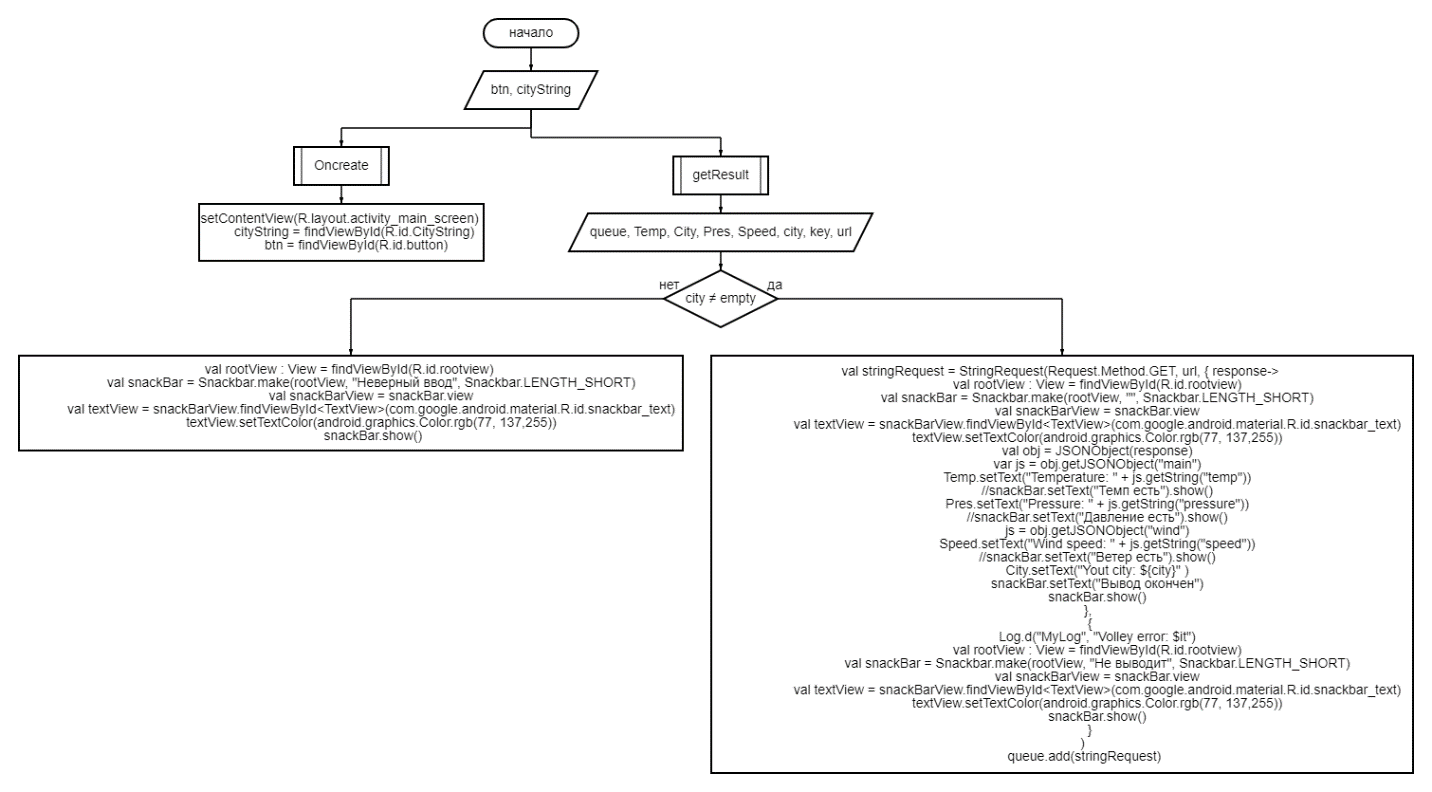 начало
btn, cityString
Oncreate
getResult
setContentView(R.layout.activity_main_screen)
cityString = findViewById(R.id.CityString)
btn = findViewById(R.id.button)
queue, Temp, City, Pres, Speed, city, key, url
нет
да
city ≠ empty
val rootView : View = findViewById(R.id.rootview)
val snackBar = Snackbar.make(rootView, "Неверный ввод", Snackbar.LENGTH_SHORT)
val snackBarView = snackBar.view
val textView = snackBarView.findViewById<TextView>(com.google.android.material.R.id.snackbar_text)
textView.setTextColor(android.graphics.Color.rgb(77, 137,255))
snackBar.show()
val stringRequest = StringRequest(Request.Method.GET, url, { response->
val rootView : View = findViewById(R.id.rootview)
val snackBar = Snackbar.make(rootView, "", Snackbar.LENGTH_SHORT)
val snackBarView = snackBar.view
val textView = snackBarView.findViewById<TextView>(com.google.android.material.R.id.snackbar_text)
textView.setTextColor(android.graphics.Color.rgb(77, 137,255))
val obj = JSONObject(response)
var js = obj.getJSONObject("main")
Temp.setText("Temperature: " + js.getString("temp"))
//snackBar.setText("Темп есть").show()
Pres.setText("Pressure: " + js.getString("pressure"))
//snackBar.setText("Давление есть").show()
js = obj.getJSONObject("wind")
Speed.setText("Wind speed: " + js.getString("speed"))
//snackBar.setText("Ветер есть").show()
City.setText("Yout city: ${city}" )
snackBar.setText("Вывод окончен")
snackBar.show()
},
{
Log.d("MyLog", "Volley error: $it")
val rootView : View = findViewById(R.id.rootview)
val snackBar = Snackbar.make(rootView, "Не выводит", Snackbar.LENGTH_SHORT)
val snackBarView = snackBar.view
val textView = snackBarView.findViewById<TextView>(com.google.android.material.R.id.snackbar_text)
textView.setTextColor(android.graphics.Color.rgb(77, 137,255))
snackBar.show()
}
)
queue.add(stringRequest)